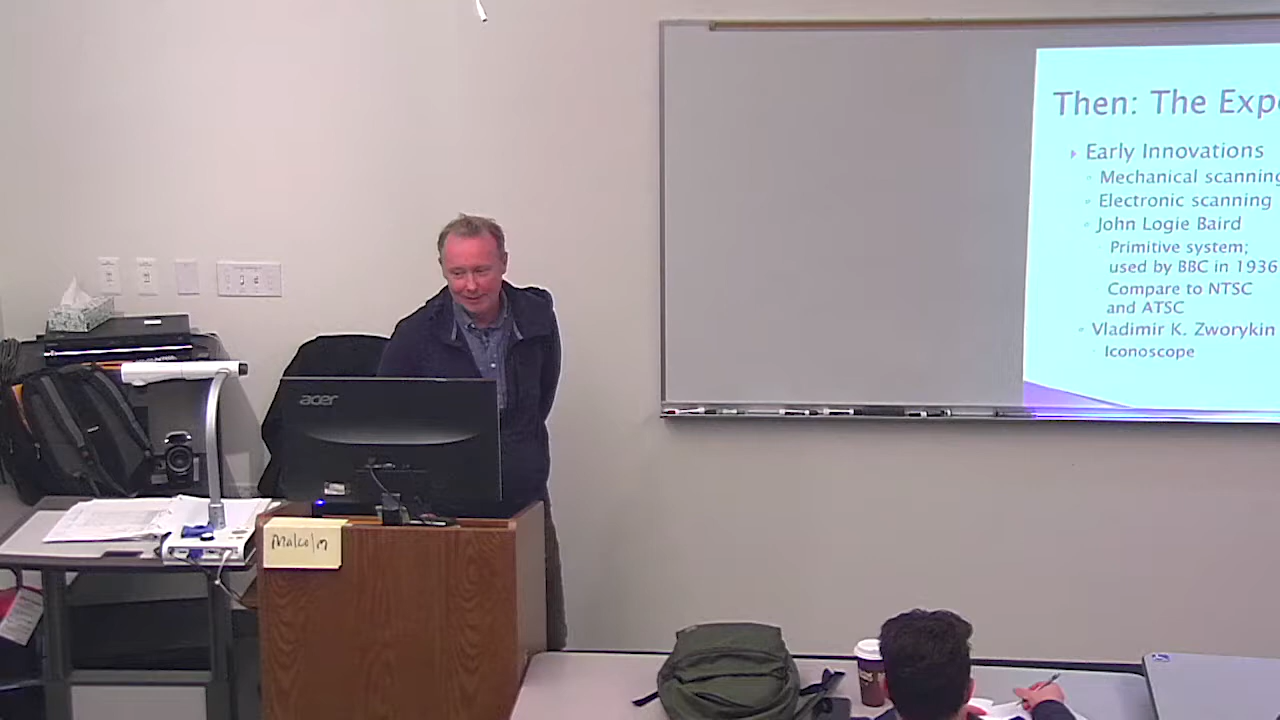 Then: The Exp
Early Innovations
Mechanical scanning
Electronic scanning
John Logie Baird
Primitive system;
used by BBC in 1936
Compare to NTSC
and ATSC
Vladimir K. Zworykin
Iconoscope
acer
Malcolm